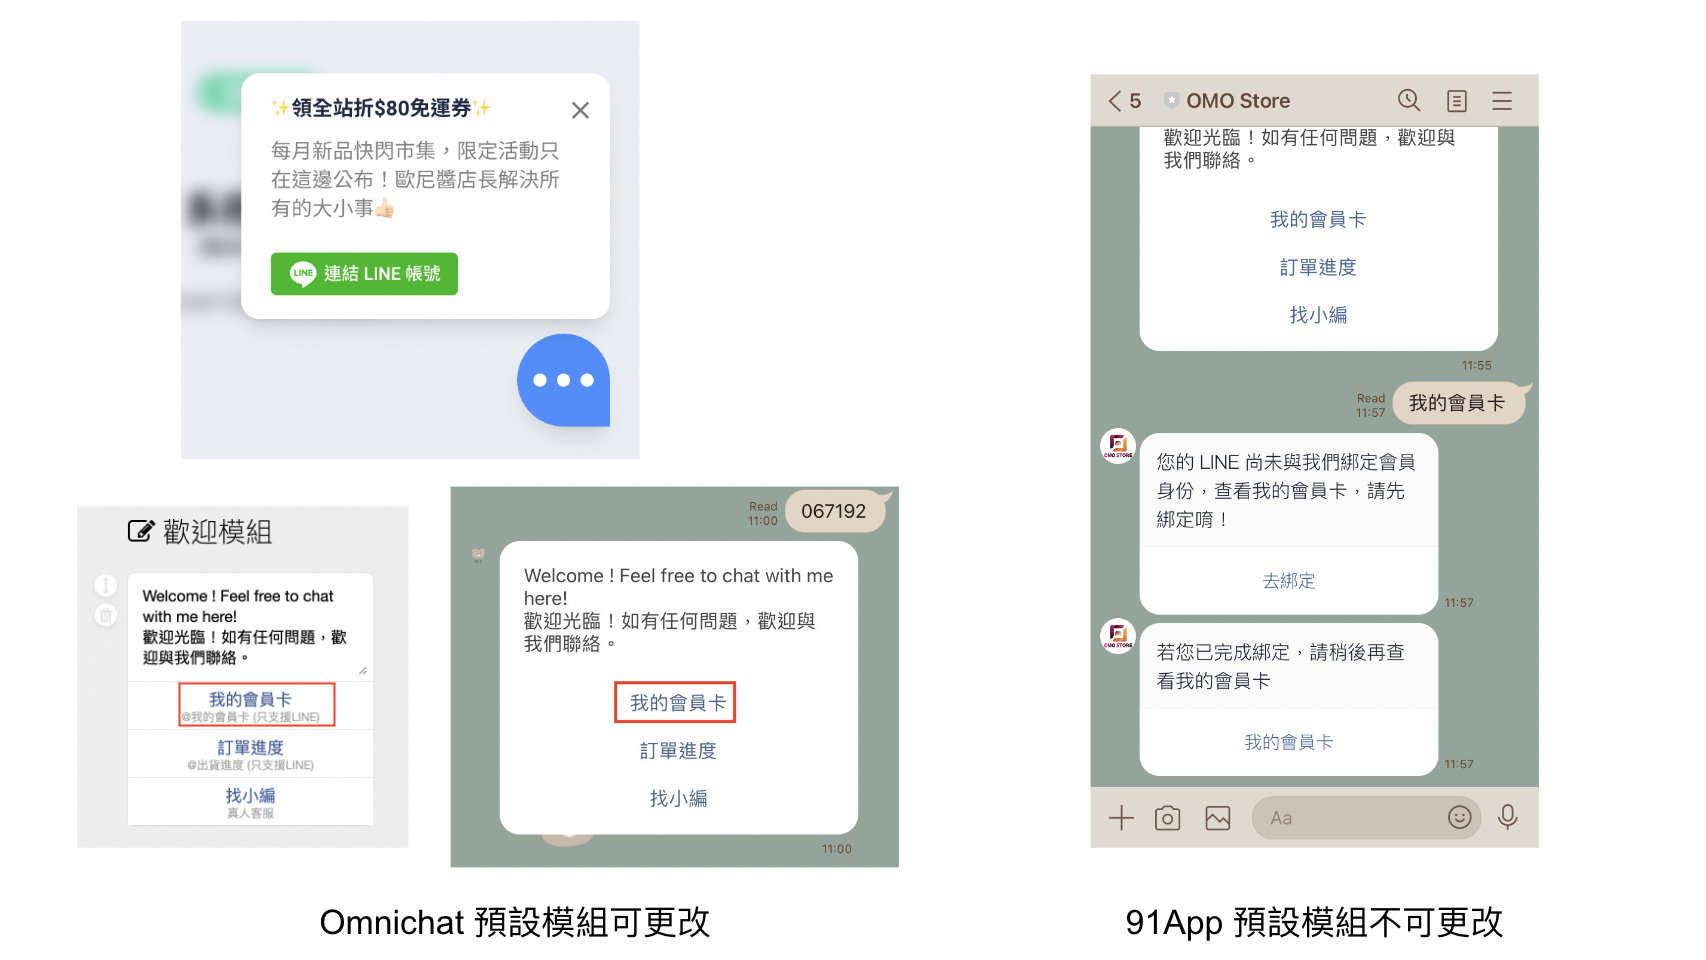 ✨領全站折$80免運券✨
每月新品快閃市集，限定活動只
在這邊公布！歐尼醬店長解決所
有的大小事👍🏻
LINE 連結 LINE 帳號
歡迎模組
Welcome ! Feel free to chat
with me here!
歡迎光臨！如有任何問題，歡
迎與我們聯絡。
我的會員卡
@我的會員卡 (只支援LINE)
訂單進度
@出貨進度 (只支援LINE)
找小編
真人客服
Read
11:00
067192
Welcome ! Feel free to chat with me
here!
歡迎光臨！如有任何問題，歡迎與
我們聯絡。
我的會員卡
訂單進度
找小編
11:00
Omnichat 預設模組可更改
5 OMO Store
歡迎光臨！如有任何問題，歡迎與
我們聯絡。
我的會員卡
訂單進度
找小編
11:55
Read
11:57
我的會員卡
OMO STORE
您的 LINE 尚未與我們綁定會員
身份，查看我的會員卡，請先
綁定唷！
去綁定
11:57
OMO STORE
若您已完成綁定，請稍後再查
看我的會員卡
我的會員卡
11:57
Aa
91App 預設模組不可更改